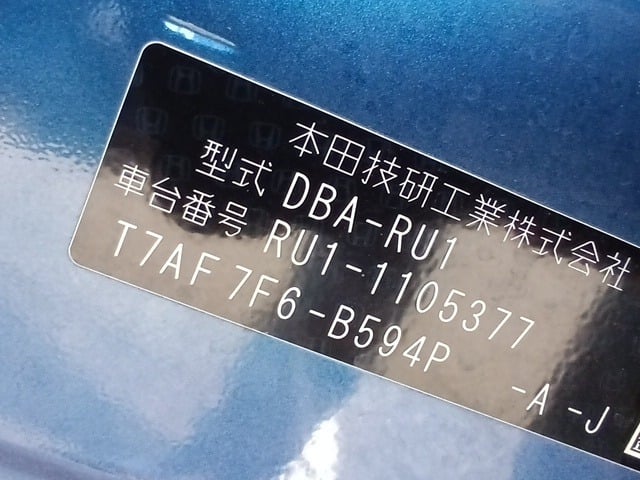 本田技研工業株式会社
型式 DBA-RU1
車台番号 RU1-1105377
T7AF 7F6-B594P -A -J